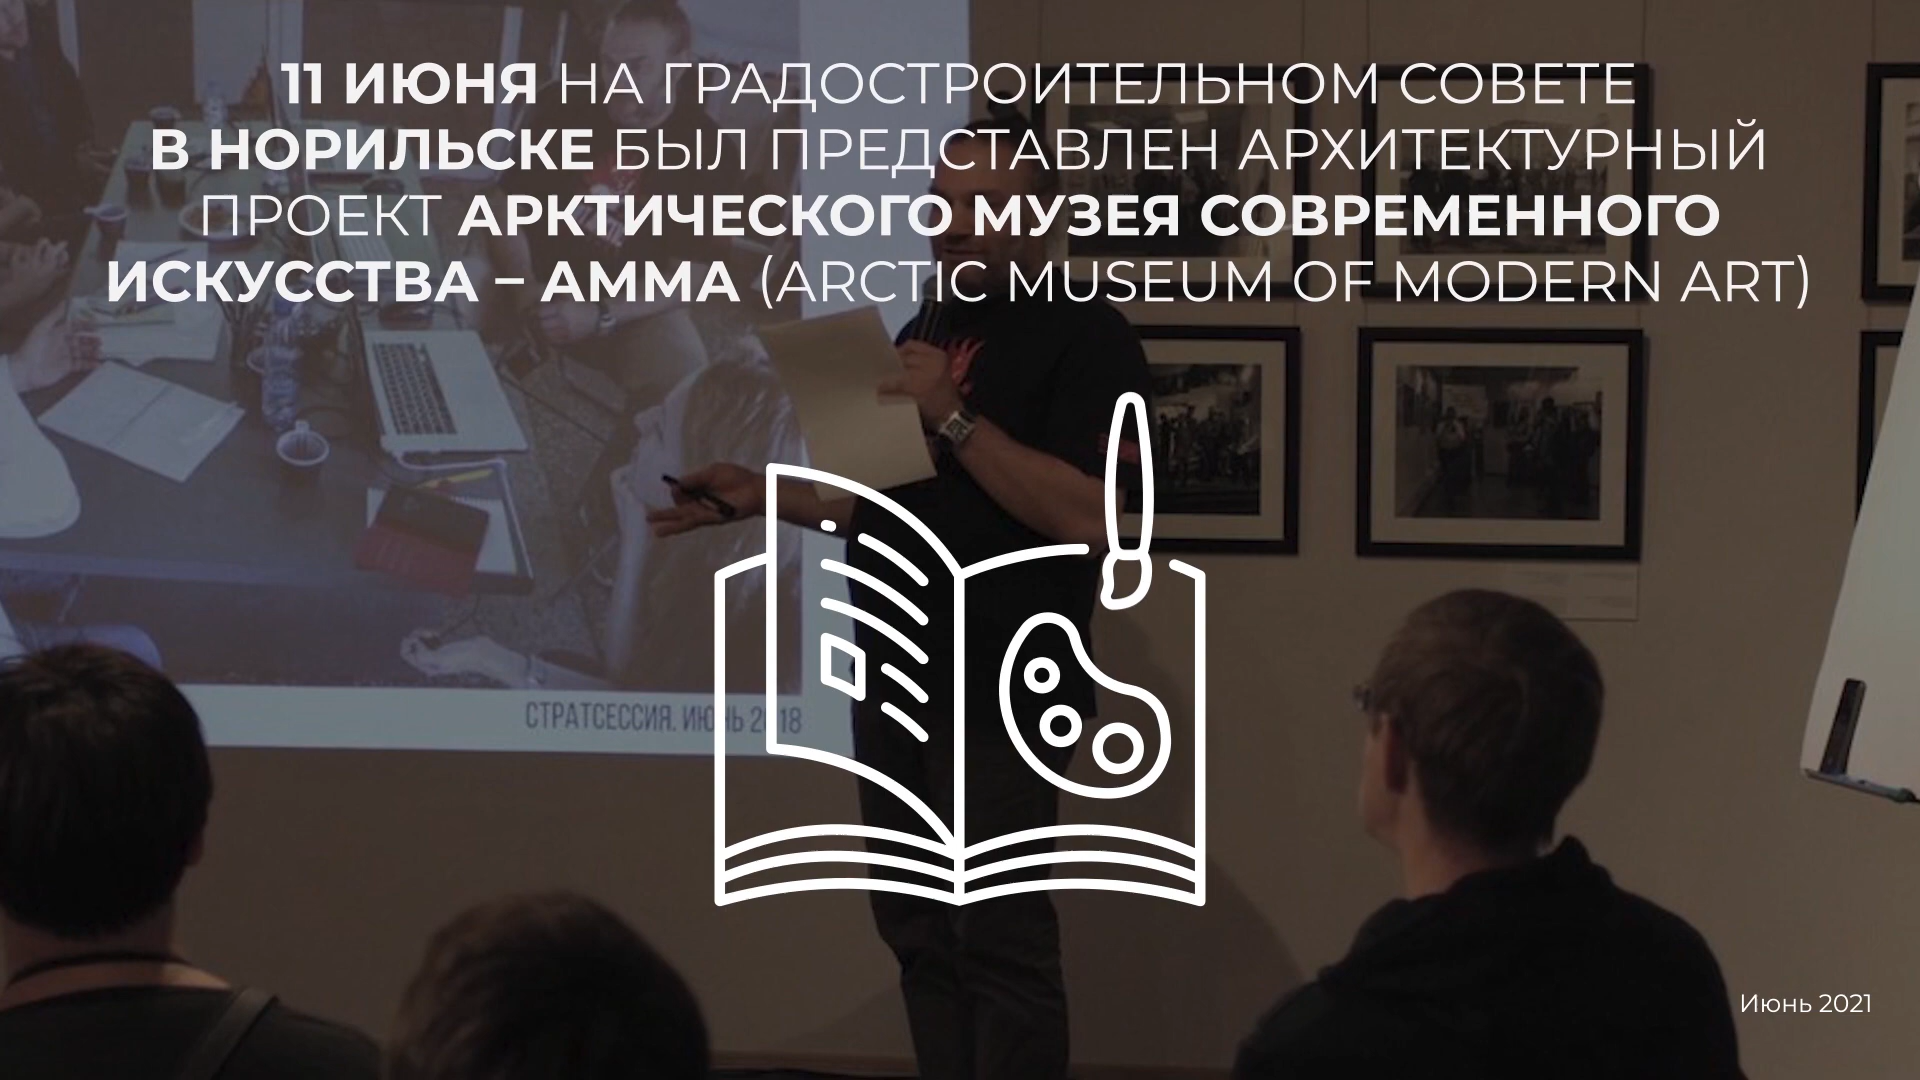 11 ИЮНЯ НА ГРАДОСТРОИТЕЛЬНОМ СОВЕТЕ
В НОРИЛЬСКЕ БЫЛ ПРЕДСТАВЛЕН АРХИТЕКТУРНЫЙ
ПРОЕКТ АРКТИЧЕСКОГО МУЗЕЯ СОВРЕМЕННОГО
ИСКУССТВА – АММА (ARCTIC MUSEUM OF MODERN ART)
СТРАТСЕССИЯ. ИЮНЬ 2018
Июнь 2021